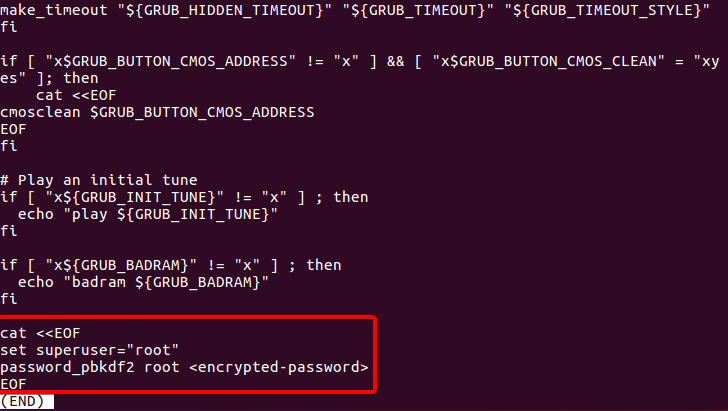 make_timeout "${GRUB_HIDDEN_TIMEOUT}" "${GRUB_TIMEOUT}" "${GRUB_TIMEOUT_STYLE}"
fi

if [ "x$GRUB_BUTTON_CMOS_ADDRESS" != "x" ] && [ "x$GRUB_BUTTON_CMOS_CLEAN" = "xy
es" ]; then
    cat <<EOF
cmosclean $GRUB_BUTTON_CMOS_ADDRESS
EOF
fi

# Play an initial tune
if [ "x${GRUB_INIT_TUNE}" != "x" ] ; then
  echo "play ${GRUB_INIT_TUNE}"
fi

if [ "x${GRUB_BADRAM}" != "x" ] ; then
  echo "badram ${GRUB_BADRAM}"
fi

cat <<EOF
set superuser="root"
password_pbkdf2 root <encrypted-password>
EOF
(END)